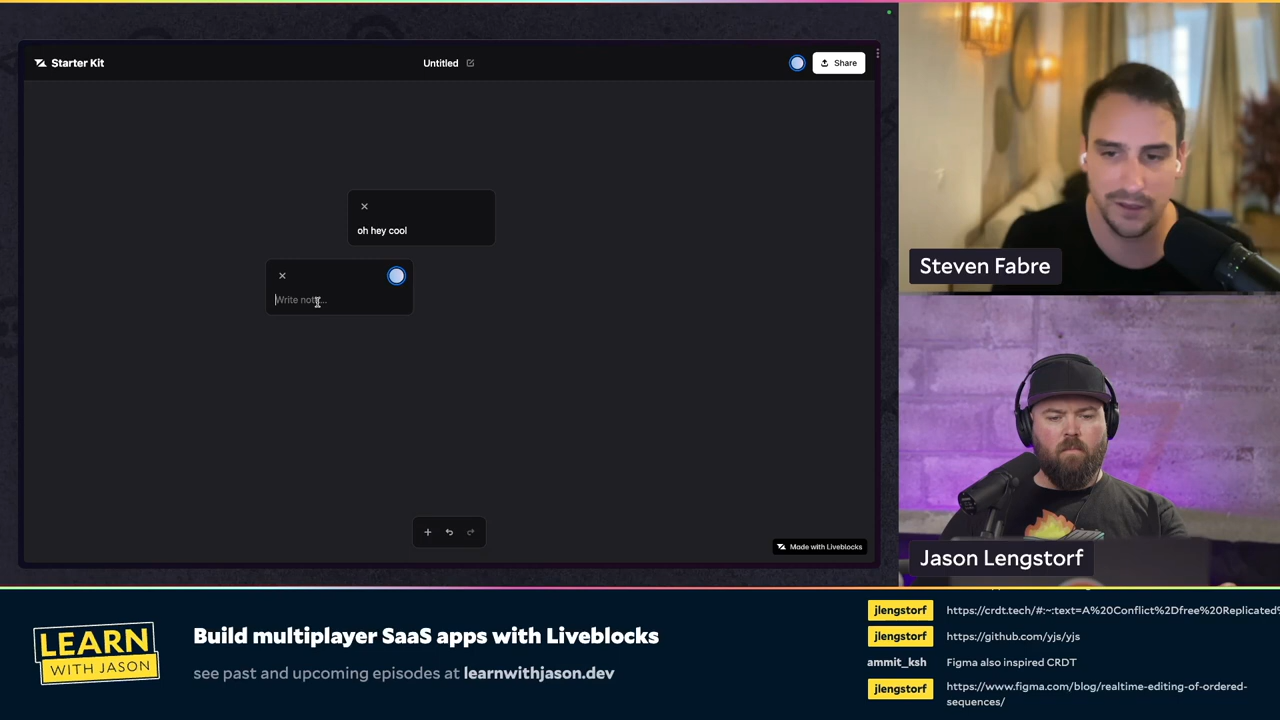 Starter Kit
Untitled
Share
oh hey cool
Write note...
Made with Liveblocks
Steven Fabre
Jason Lengstorf
LEARN
WITH JASON
Build multiplayer SaaS apps with Liveblocks
see past and upcoming episodes at learnwithjason.dev
jlengstorf https://crdt.tech/#:~:text=A%20Conflict%2Dfree%20Replicated%
jlengstorf https://github.com/yjs/yjs
ammit_ksh Figma also inspired CRDT
jlengstorf https://www.figma.com/blog/realtime-editing-of-ordered-
sequences/